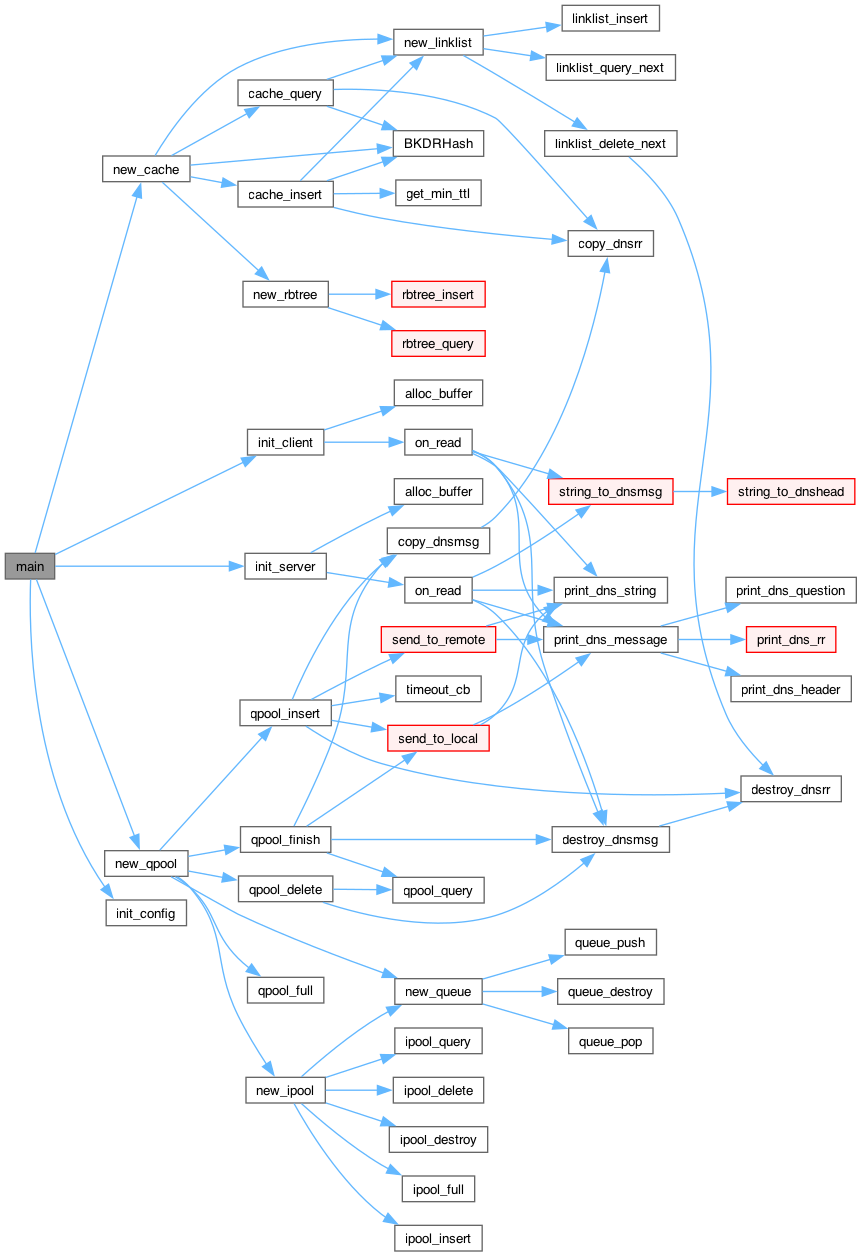 linklist_insert
new_linklist
linklist_query_next
cache_query
BKDRHash
linklist_delete_next
new_cache
cache_insert
get_min_ttl
copy_dnsrr
new_rbtree
rbtree_insert
rbtree_query
alloc_buffer
init_client
on_read
alloc_buffer
string_to_dnsmsg
string_to_dnshead
copy_dnsmsg
main
init_server
on_read
print_dns_string
print_dns_question
send_to_remote
print_dns_message
print_dns_rr
timeout_cb
print_dns_header
qpool_insert
send_to_local
destroy_dnsrr
qpool_finish
destroy_dnsmsg
new_qpool
qpool_delete
qpool_query
init_config
queue_push
qpool_full
new_queue
queue_destroy
ipool_query
queue_pop
new_ipool
ipool_delete
ipool_destroy
ipool_full
ipool_insert